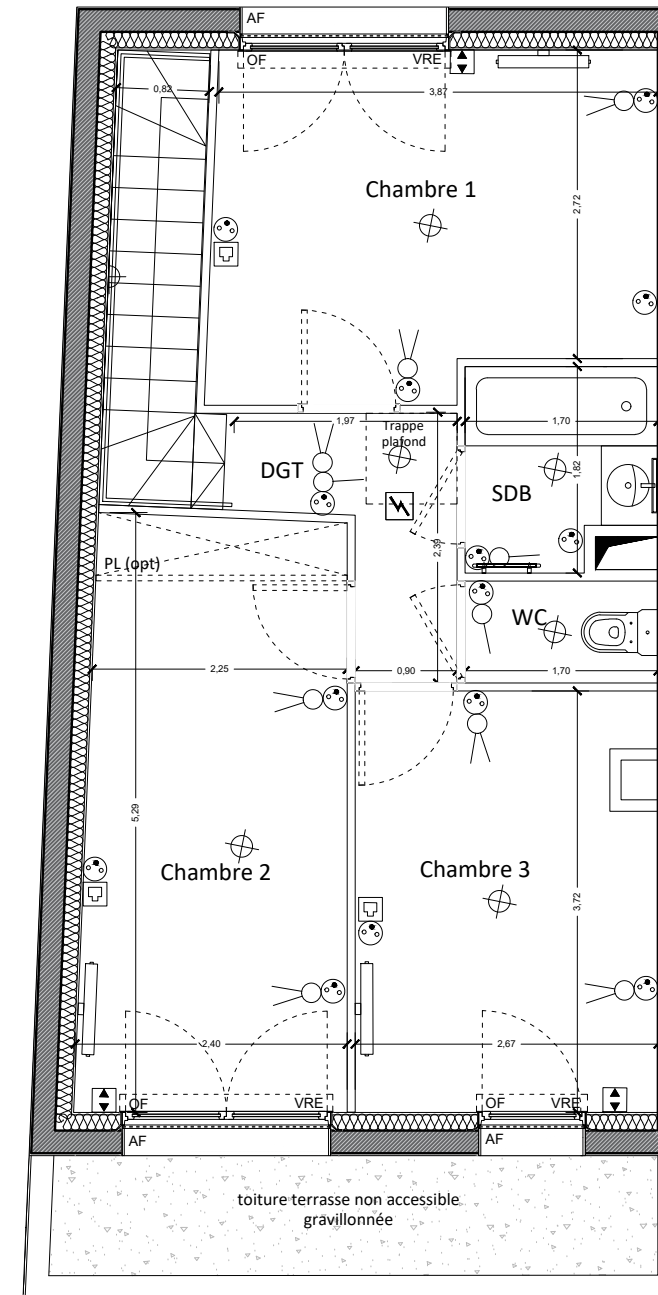 AF
OF VRE
0,82
3,87
Chambre 1
2,72
1,97
Trappe
plafond
1,70
DGT
SDB
1,82
2,39
PL (opt)
WC
2,25
0,90
1,70
5,29
Chambre 2
Chambre 3
3,72
2,40
2,67
OF VRE
OF VRE
AF
AF
toiture terrasse non accessible
gravillonnée